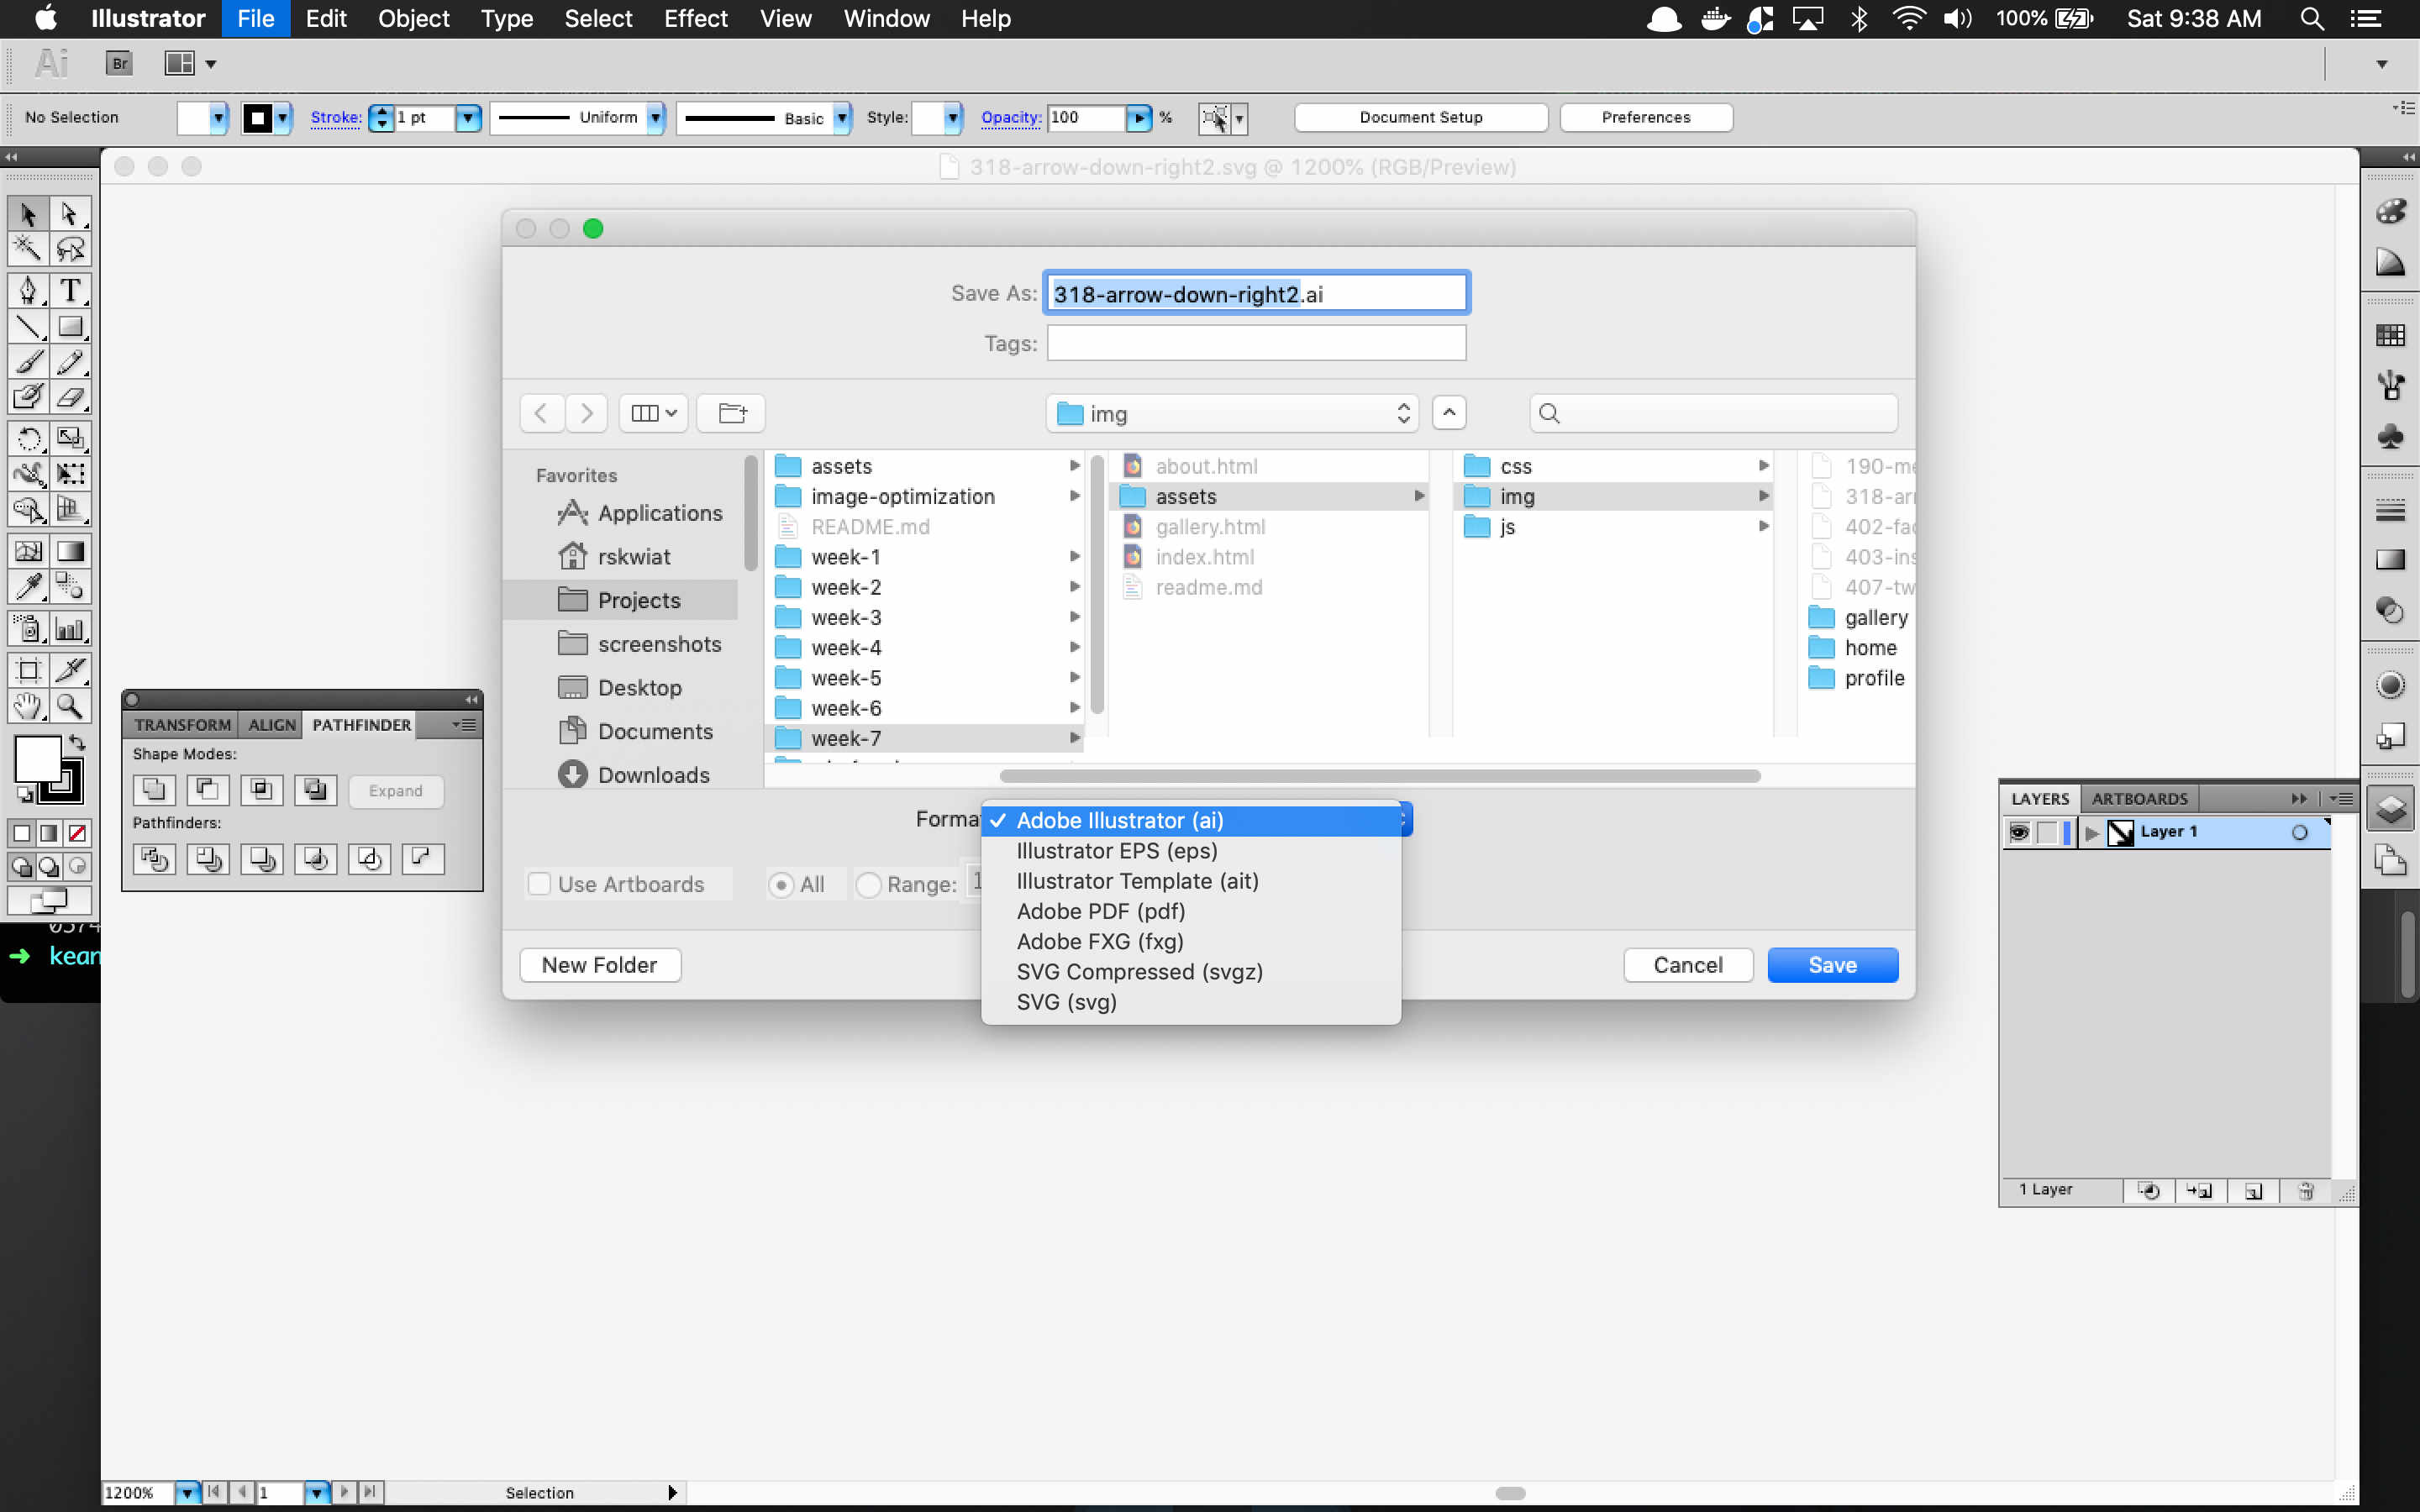 Illustrator File Edit Object Type Select Effect View Window Help 100% Sat 9:38 AM
Ai Br
No Selection Stroke: 1 pt Uniform Basic Style: Opacity: 100 % Document Setup Preferences
318-arrow-down-right2.svg @ 1200% (RGB/Preview)
Save As: 318-arrow-down-right2.ai
Tags:
img
Favorites
Applications
rskwiat
Projects
screenshots
Desktop
Documents
Downloads
assets
image-optimization
README.md
week-1
week-2
week-3
week-4
week-5
week-6
week-7
about.html
assets
gallery.html
index.html
readme.md
css
img
js
190-me
318-arr
402-fac
403-ins
407-tw
gallery
home
profile
Format
Adobe Illustrator (ai)
Illustrator EPS (eps)
Illustrator Template (ait)
Adobe PDF (pdf)
Adobe FXG (fxg)
SVG Compressed (svgz)
SVG (svg)
Use Artboards All Range: 1
New Folder Cancel Save
TRANSFORM ALIGN PATHFINDER
Shape Modes:
Expand
Pathfinders:
kean
LAYERS ARTBOARDS
Layer 1
1 Layer
1200% 1 Selection